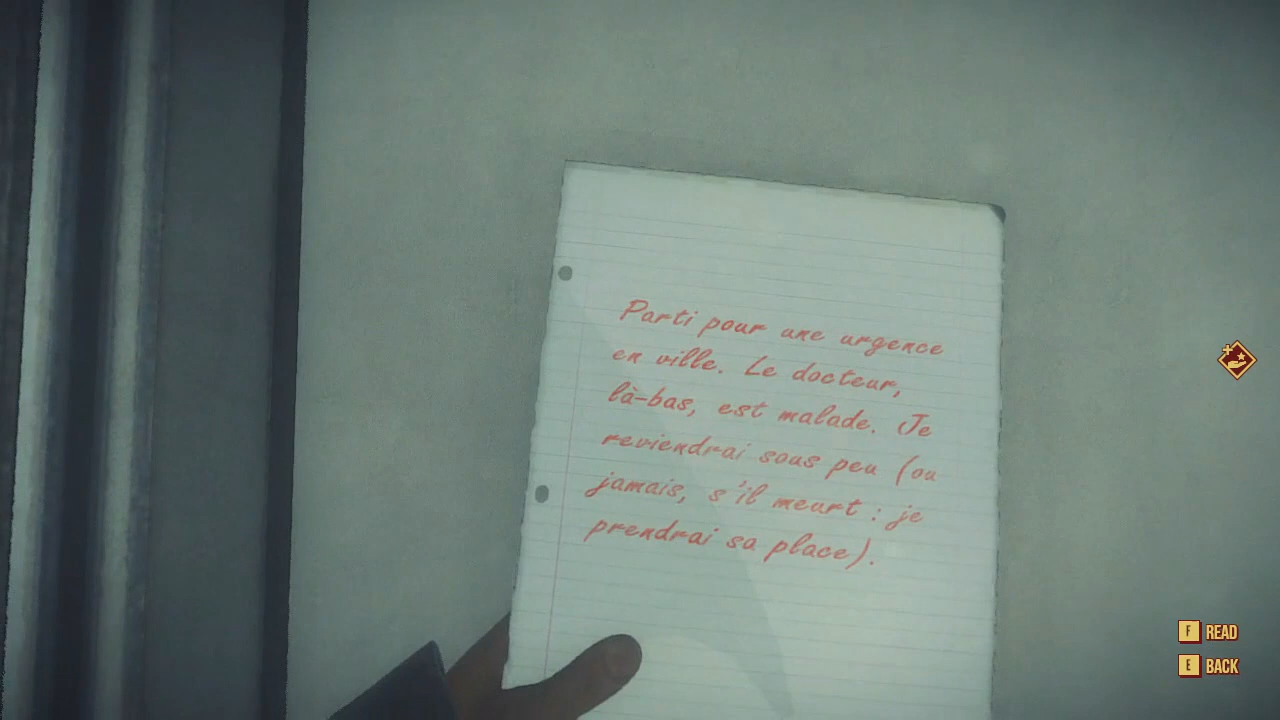 Parti pour une urgence
en ville. Le docteur,
là-bas, est malade. Je
reviendrai sous peu (ou
jamais, s'il meurt : je
prendrai sa place).
F READ
E BACK